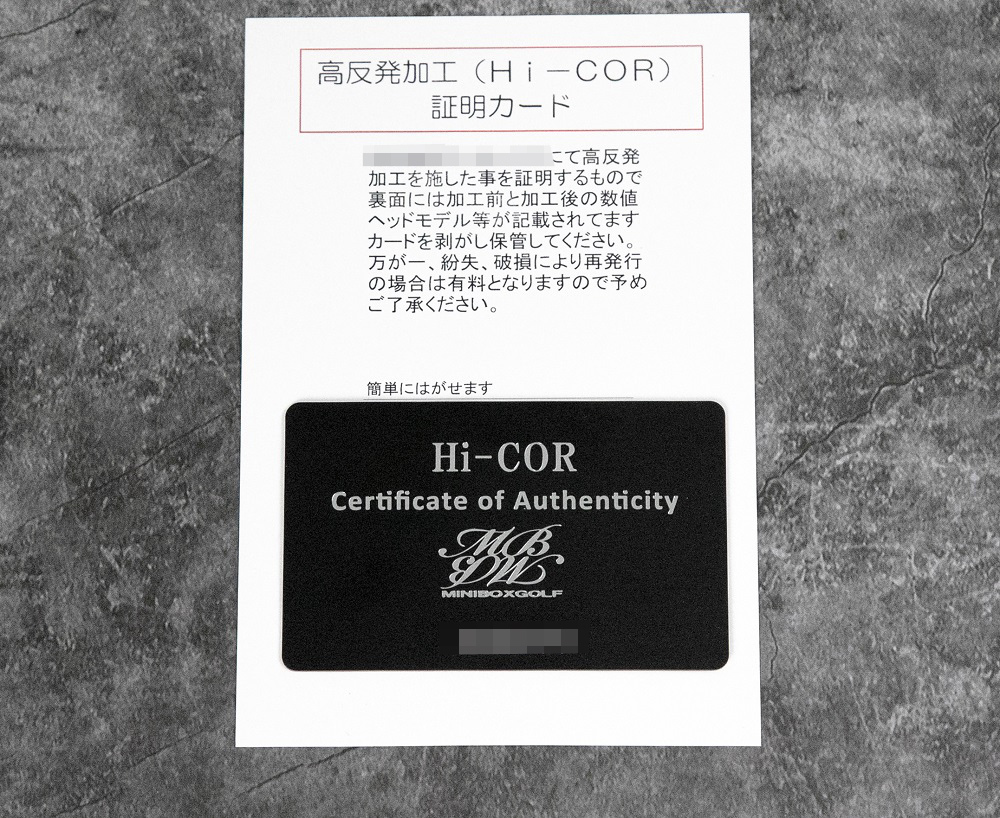 高反発加工（Ｈｉ－ＣＯＲ）
証明カード
にて高反発
加工を施した事を証明するもので
裏面には加工前と加工後の数値
ヘッドモデル等が記載されてます
カードを剥がし保管してください。
万が一、紛失、破損により再発行
の場合は有料となりますので予め
ご了承ください。
簡単にはがせます
Hi-COR
Certificate of Authenticity
MB
DW
MINIBOXGOLF